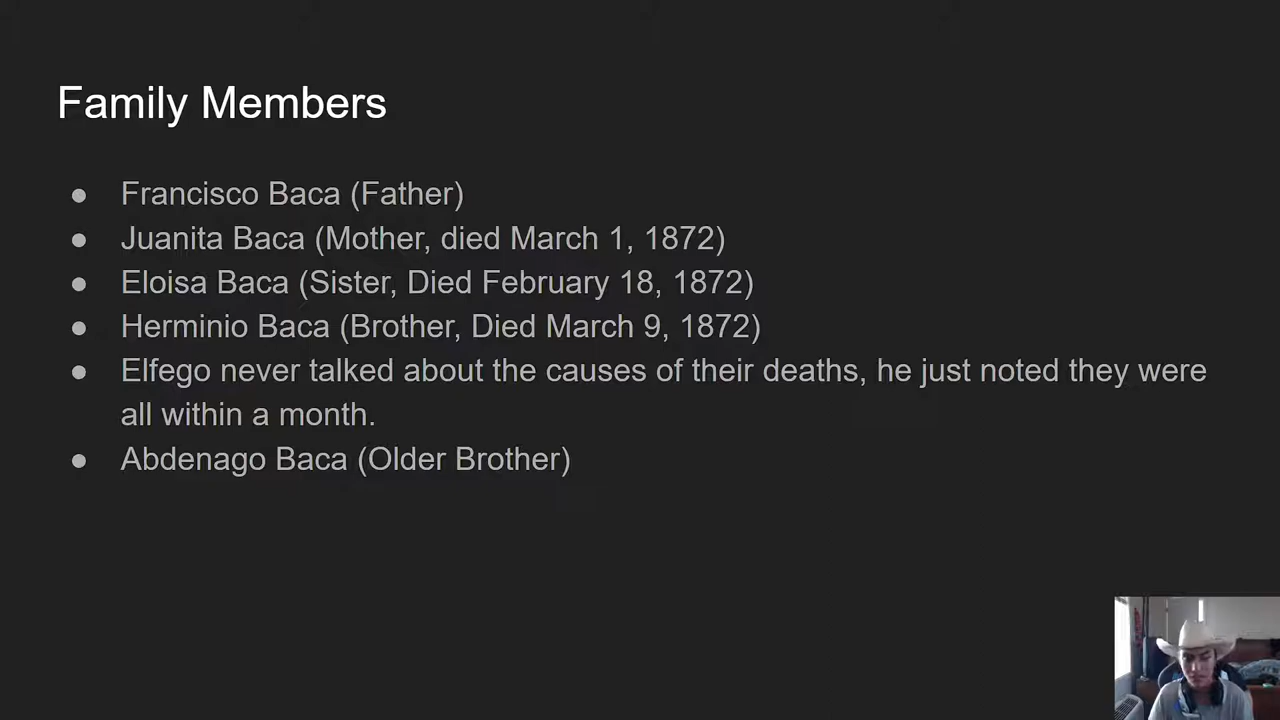 Family Members
● Francisco Baca (Father)
● Juanita Baca (Mother, died March 1, 1872)
● Eloisa Baca (Sister, Died February 18, 1872)
● Herminio Baca (Brother, Died March 9, 1872)
● Elfego never talked about the causes of their deaths, he just noted they were
all within a month.
● Abdenago Baca (Older Brother)